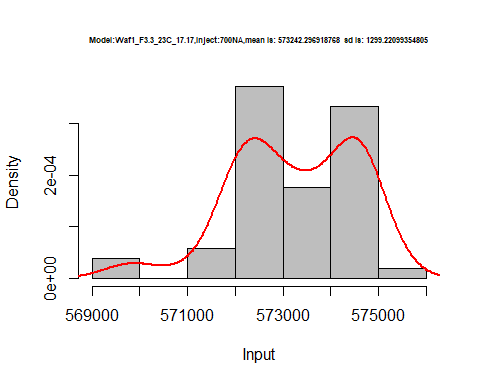 Model:Waf1_F3.3_23C_17.17,Inject:700NA,mean is: 573242.296918768 sd is: 1299.22099354805
Density
2e-04
0e+00
569000 571000 573000 575000
Input